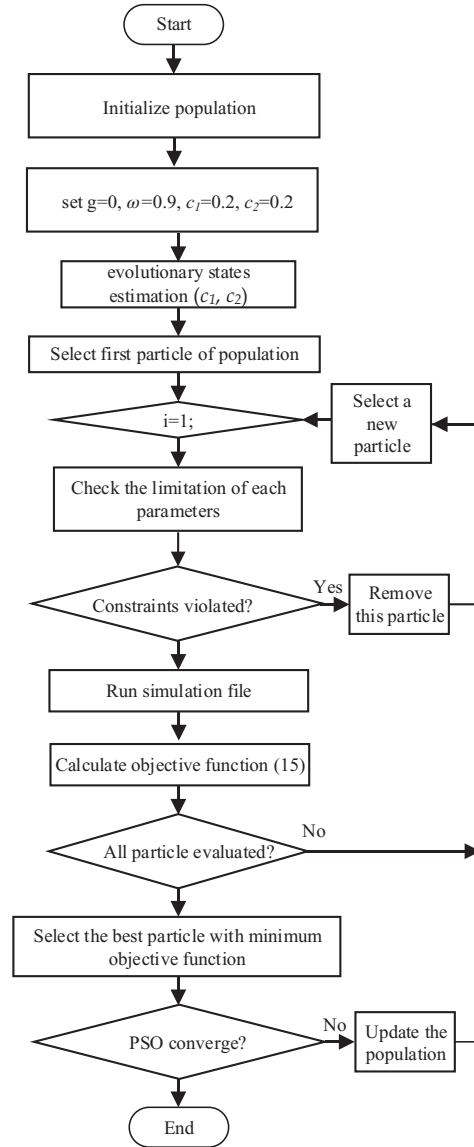 Start
Initialize population
set g=0, ω=0.9, c1=0.2, c2=0.2
evolutionary states
estimation (c1, c2)
Select first particle of population
i=1;
Select a
new
particle
Check the limitation of each
parameters
Constraints violated?
Yes
Remove
this particle
Run simulation file
Calculate objective function (15)
All particle evaluated?
No
Select the best particle with minimum
objective function
PSO converge?
No
Update the
population
End